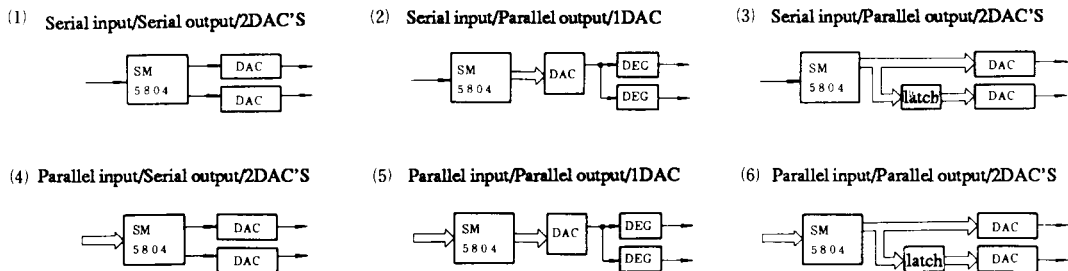 (1) Serial input/Serial output/2DAC'S
SM
5804
DAC
DAC
(2) Serial input/Parallel output/1DAC
SM
5804
DAC
DEG
DEG
(3) Serial input/Parallel output/2DAC'S
SM
5804
DAC
latch
DAC
(4) Parallel input/Serial output/2DAC'S
SM
5804
DAC
DAC
(5) Parallel input/Parallel output/1DAC
SM
5804
DAC
DEG
DEG
(6) Parallel input/Parallel output/2DAC'S
SM
5804
DAC
latch
DAC